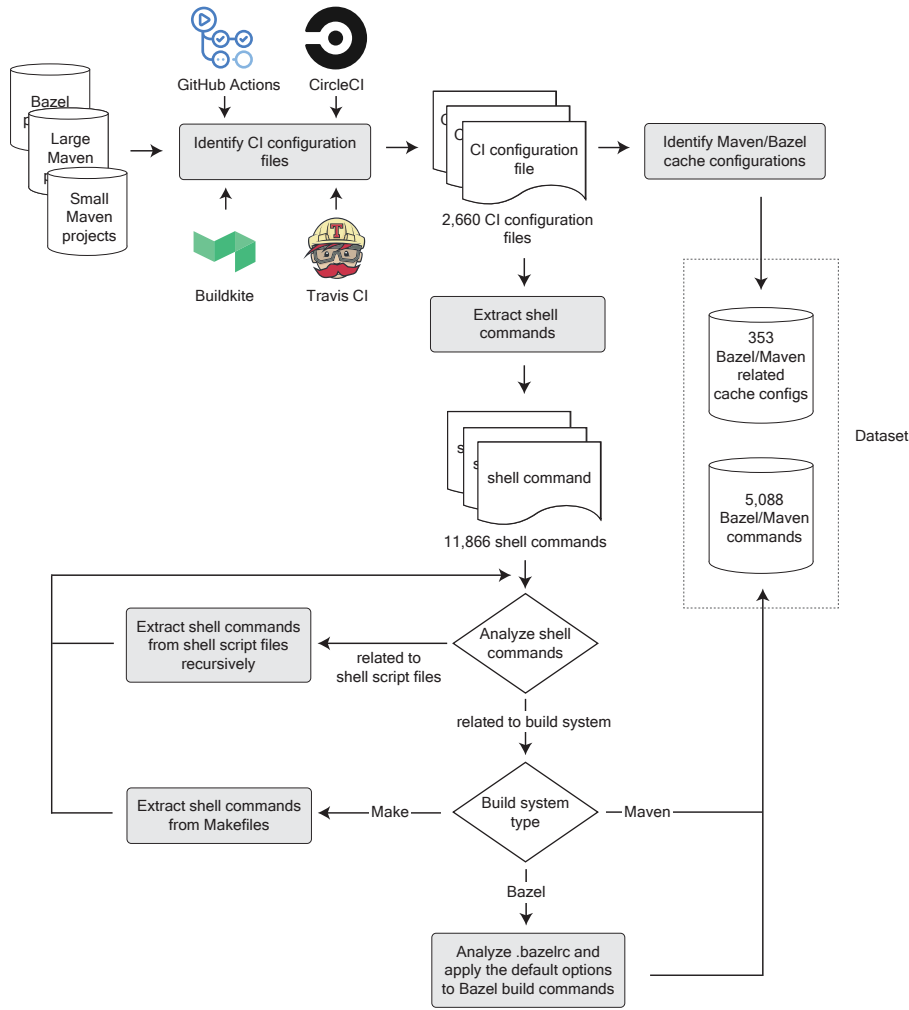 GitHub Actions
CircleCI
Bazel
p
Large
Maven
p
Small
Maven
projects
Identify CI configuration
files
Buildkite
T
Travis CI
C
C
CI configuration
file
2,660 CI configuration
files
Identify Maven/Bazel
cache configurations
Extract shell
commands
353
Bazel/Maven
related
cache configs
5,088
Bazel/Maven
commands
Dataset
s
s
shell command
11,866 shell commands
Analyze shell
commands
related to
shell script files
Extract shell commands
from shell script files
recursively
related to build system
Build system
type
Make
Maven
Extract shell commands
from Makefiles
Bazel
Analyze .bazelrc and
apply the default options
to Bazel build commands